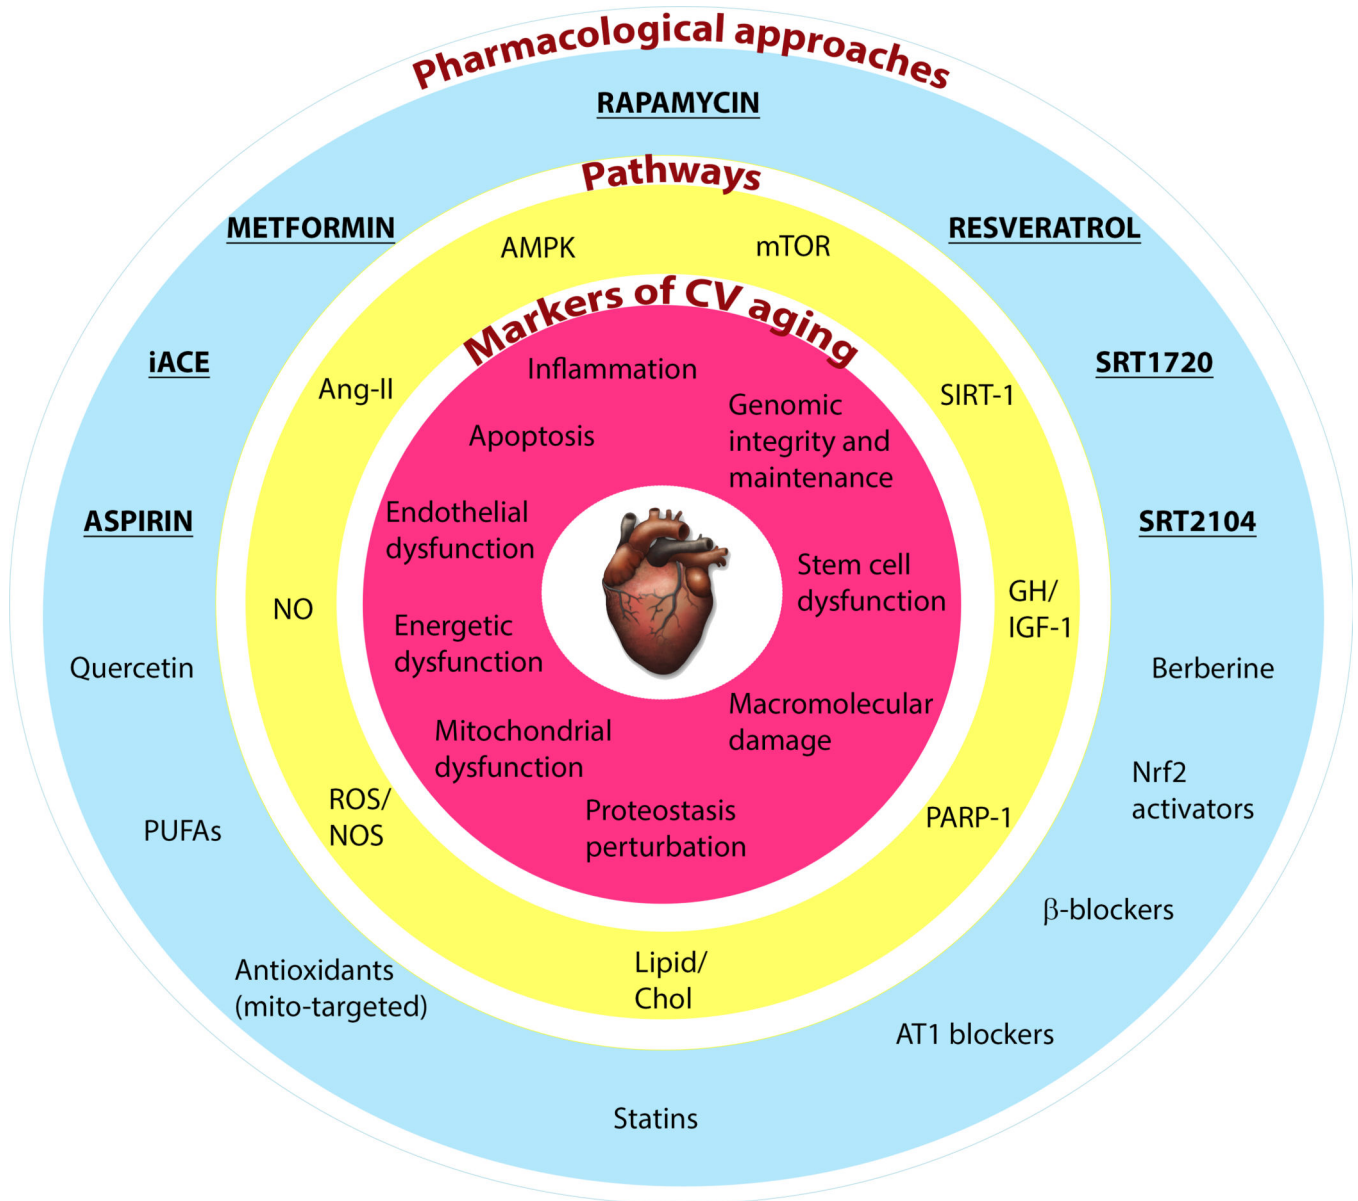 Pharmacological approaches
RAPAMYCIN
METFORMIN
RESVERATROL
iACE
SRT1720
ASPIRIN
SRT2104
Quercetin
Berberine
PUFAs
Nrf2
activators
β-blockers
Antioxidants
(mito-targeted)
AT1 blockers
Statins
Pathways
AMPK
mTOR
Ang-II
SIRT-1
NO
GH/
IGF-1
ROS/
NOS
PARP-1
Lipid/
Chol
Markers of CV aging
Inflammation
Genomic
integrity and
maintenance
Apoptosis
Endothelial
dysfunction
Stem cell
dysfunction
Energetic
dysfunction
Macromolecular
damage
Mitochondrial
dysfunction
Proteostasis
perturbation